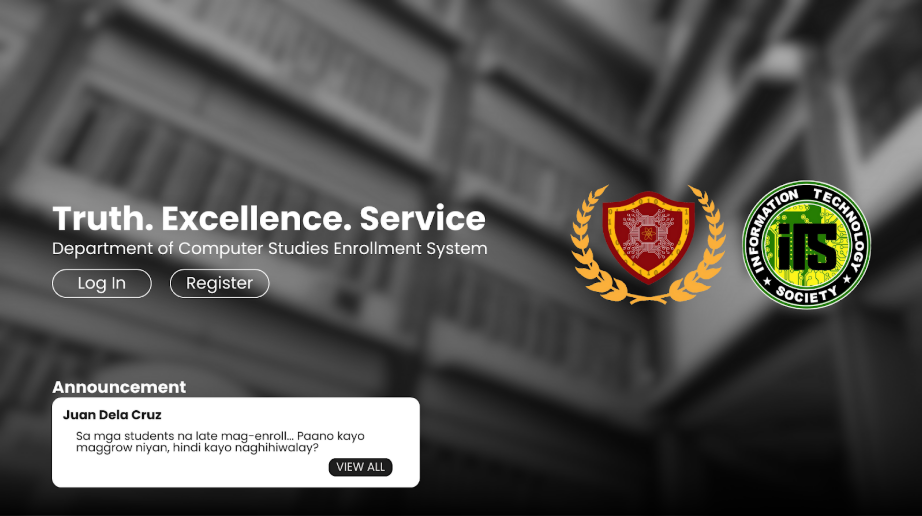 Truth. Excellence. Service
Department of Computer Studies Enrollment System
Log In
Register
INFORMATION TECHNOLOGY
iTS
SOCIETY
Announcement
Juan Dela Cruz
Sa mga students na late mag-enroll... Paano kayo
maggrow niyan, hindi kayo naghihiwalay?
VIEW ALL